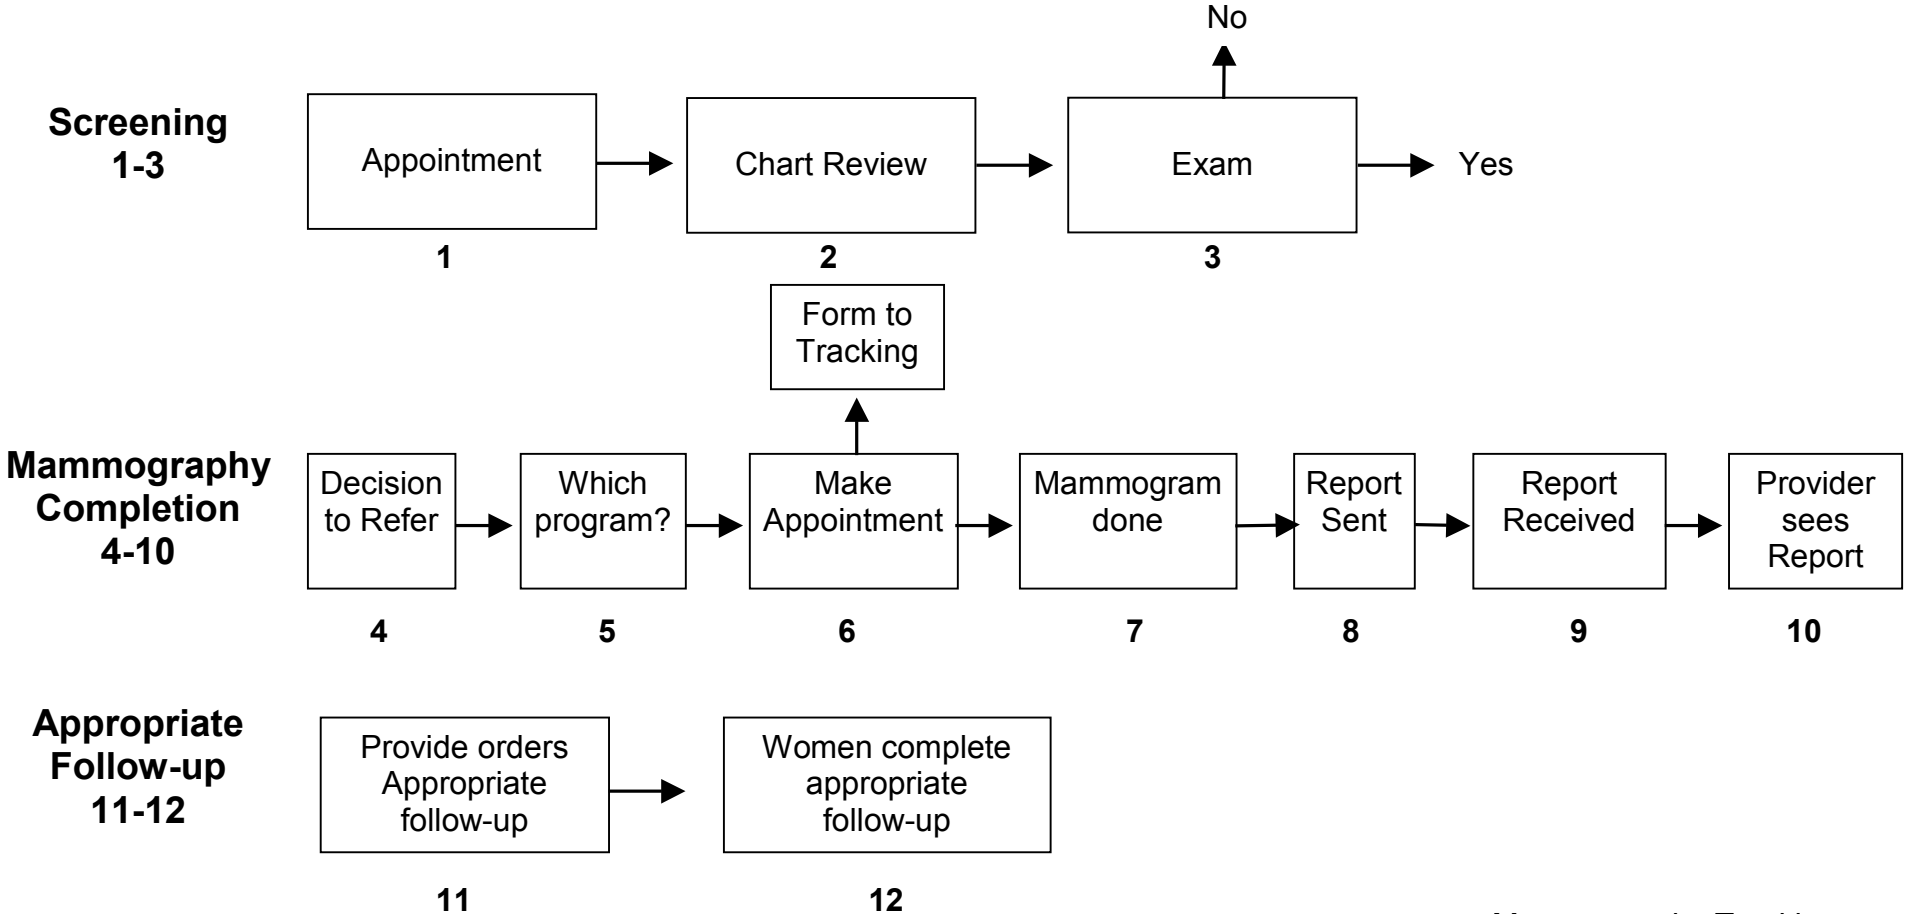 No
Screening
1-3
Appointment
Chart Review
Exam
Yes
1
2
3
Form to
Tracking
Mammography
Completion
4-10
Decision
to Refer
Which
program?
Make
Appointment
Mammogram
done
Report
Sent
Report
Received
Provider
sees
Report
4
5
6
7
8
9
10
Appropriate
Follow-up
11-12
Provide orders
Appropriate
follow-up
Women complete
appropriate
follow-up
11
12